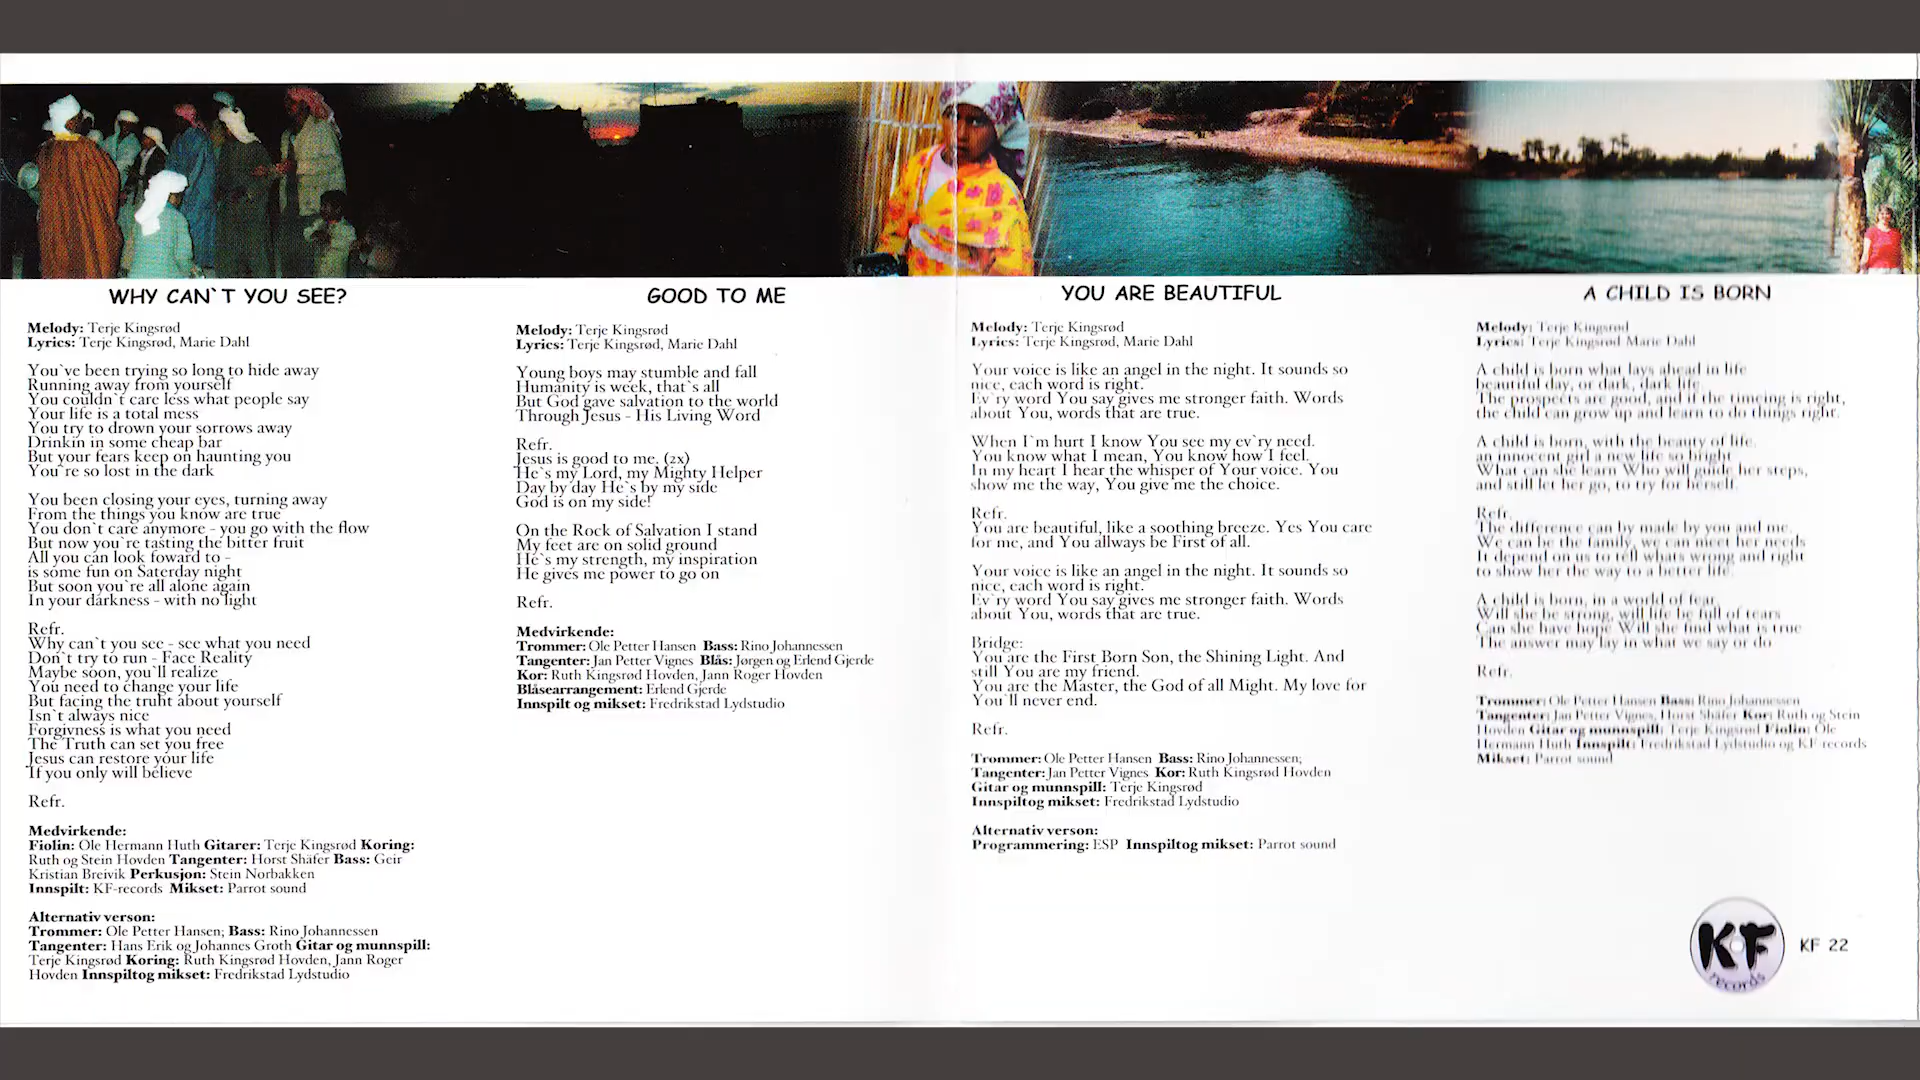 WHY CAN`T YOU SEE?
Melody: Terje Kingsrød
Lyrics: Terje Kingsrød, Marie Dahl
You`ve been trying so long to hide away
Running away from yourself
You couldn`t care less what people say
Your life is a total mess
You try to drown your sorrows away
Drinkin in some cheap bar
But your fears keep on haunting you
You`re so lost in the dark
You been closing your eyes, turning away
From the things you know are true
You don`t care anymore - you go with the flow
But now you`re tasting the bitter fruit
All you can look foward to -
is some fun on Saterday night
But soon you`re all alone again
In your darkness - with no light
Refr.
Why can`t you see - see what you need
Don`t try to run - Face Reality
Maybe soon, you`ll realize
You need to change your life
But facing the truht about yourself
Isn`t always nice
Forgivness is what you need
The Truth can set you free
Jesus can restore your life
If you only will believe
Refr.
Medvirkende:
Fiolin: Ole Hermann Huth Gitarer: Terje Kingsrød Koring:
Ruth og Stein Hovden Tangenter: Horst Shäfer Bass: Geir
Kristian Breivik Perkusjon: Stein Norbakken
Innspilt: KF-records Mikset: Parrot sound
Alternativ verson:
Trommer: Ole Petter Hansen; Bass: Rino Johannessen
Tangenter: Hans Erik og Johannes Groth Gitar og munnspill:
Terje Kingsrød Koring: Ruth Kingsrød Hovden, Jann Roger
Hovden Innspiltog mikset: Fredrikstad Lydstudio
GOOD TO ME
Melody: Terje Kingsrød
Lyrics: Terje Kingsrød, Marie Dahl
Young boys may stumble and fall
Humanity is week, that`s all
But God gave salvation to the world
Through Jesus - His Living Word
Refr.
Jesus is good to me. (2x)
He`s my Lord, my Mighty Helper
Day by day He`s by my side
God is on my side!
On the Rock of Salvation I stand
My feet are on solid ground
He`s my strength, my inspiration
He gives me power to go on
Refr.
Medvirkende:
Trommer: Ole Petter Hansen Bass: Rino Johannessen
Tangenter: Jan Petter Vignes Blås: Jørgen og Erlend Gjerde
Kor: Ruth Kingsrød Hovden, Jann Roger Hovden
Blåsearrangement: Erlend Gjerde
Innspilt og mikset: Fredrikstad Lydstudio
YOU ARE BEAUTIFUL
Melody: Terje Kingsrød
Lyrics: Terje Kingsrød, Marie Dahl
Your voice is like an angel in the night. It sounds so
nice, each word is right.
Ev`ry word You say gives me stronger faith. Words
about You, words that are true.
When I`m hurt I know You see my ev`ry need.
You know what I mean, You know how I feel.
In my heart I hear the whisper of Your voice. You
show me the way, You give me the choice.
Refr.
You are beautiful, like a soothing breeze. Yes You care
for me, and You allways be First of all.
Your voice is like an angel in the night. It sounds so
nice, each word is right.
Ev`ry word You say gives me stronger faith. Words
about You, words that are true.
Bridge:
You are the First Born Son, the Shining Light. And
still You are my friend.
You are the Master, the God of all Might. My love for
You`ll never end.
Refr.
Trommer: Ole Petter Hansen Bass: Rino Johannessen;
Tangenter: Jan Petter Vignes Kor: Ruth Kingsrød Hovden
Gitar og munnspill: Terje Kingsrød
Innspiltog mikset: Fredrikstad Lydstudio
Alternativ verson:
Programmering: ESP Innspiltog mikset: Parrot sound
A CHILD IS BORN
Melody: Terje Kingsrød
Lyrics: Terje Kingsrød Marie Dahl
A child is born what lays ahead in life
beautiful day, or dark, dark life
The prospects are good, and if the timeing is right,
the child can grow up and learn to do things right.
A child is born, with the beauty of life.
an innocent girl a new life so bright
What can she learn Who will guide her steps,
and still let her go, to try for herself.
Refr.
The difference can by made by you and me.
We can be the family, we can meet her needs
It depend on us to tell whats wrong and right
to show her the way to a better life.
A child is born, in a world of fear.
Will she be strong, will life be full of tears
Can she have hope Will she find what is true
The answer may lay in what we say or do
Refr.
Trommer: Ole Petter Hansen Bass: Rino Johannessen
Tangenter: Jan Petter Vignes, Horst Shäfer Kor: Ruth og Stein
Hovden Gitar og munnspill: Terje Kingsrød Fiolin: Ole
Hermann Huth Innspilt: Fredrikstad Lydstudio og KF-records
Mikset: Parrot sound
KF
records
KF 22